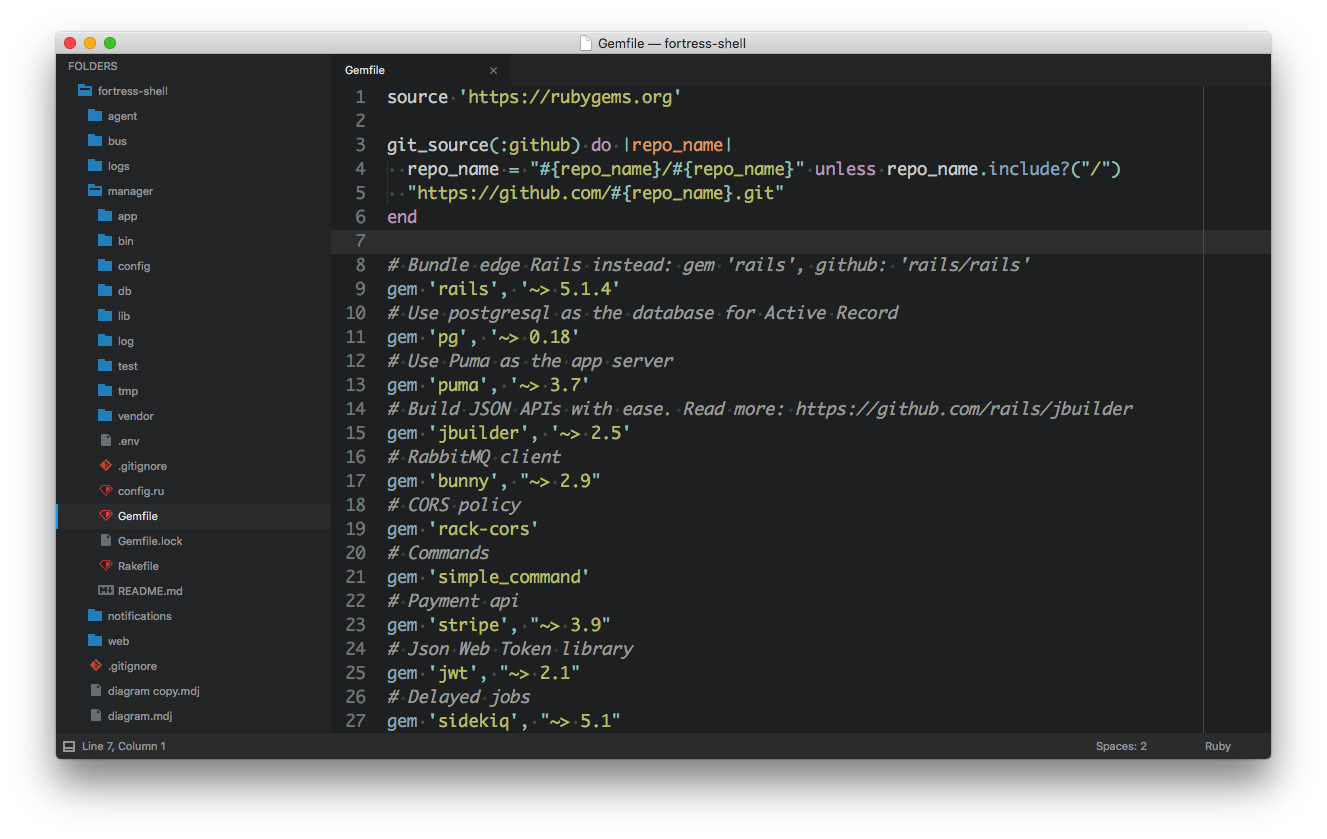 Gemfile — fortress-shell
FOLDERS
fortress-shell
agent
bus
logs
manager
app
bin
config
db
lib
log
test
tmp
vendor
.env
.gitignore
config.ru
Gemfile
Gemfile.lock
Rakefile
README.md
notifications
web
.gitignore
diagram copy.mdj
diagram.mdj
Gemfile ×
1 source 'https://rubygems.org'
2
3 git_source(:github) do |repo_name|
4   repo_name = "#{repo_name}/#{repo_name}" unless repo_name.include?("/")
5   "https://github.com/#{repo_name}.git"
6 end
7
8 # Bundle edge Rails instead: gem 'rails', github: 'rails/rails'
9 gem 'rails', '~> 5.1.4'
10 # Use postgresql as the database for Active Record
11 gem 'pg', '~> 0.18'
12 # Use Puma as the app server
13 gem 'puma', '~> 3.7'
14 # Build JSON APIs with ease. Read more: https://github.com/rails/jbuilder
15 gem 'jbuilder', '~> 2.5'
16 # RabbitMQ client
17 gem 'bunny', "~> 2.9"
18 # CORS policy
19 gem 'rack-cors'
20 # Commands
21 gem 'simple_command'
22 # Payment api
23 gem 'stripe', "~> 3.9"
24 # Json Web Token library
25 gem 'jwt', "~> 2.1"
26 # Delayed jobs
27 gem 'sidekiq', "~> 5.1"
Line 7, Column 1
Spaces: 2
Ruby